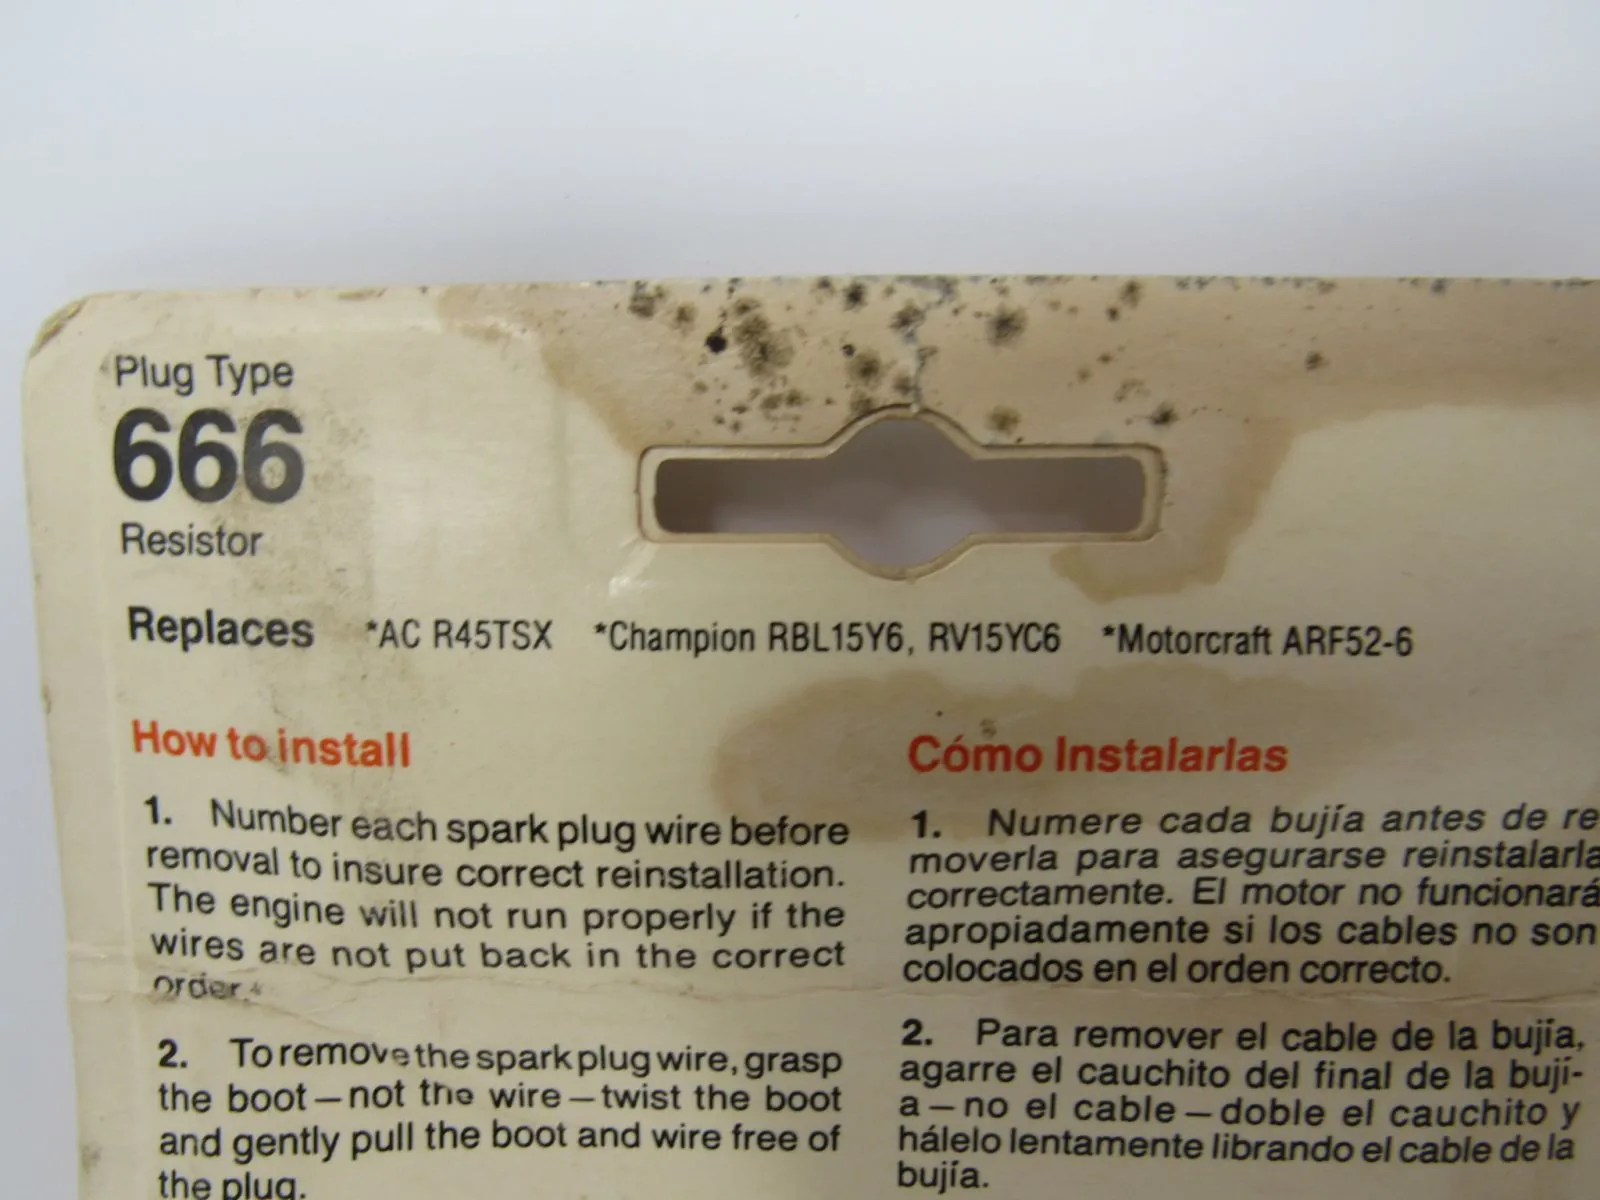 Plug Type
666
Resistor
Replaces *AC R45TSX *Champion RBL15Y6, RV15YC6 *Motorcraft ARF52-6
How to install
1. Number each spark plug wire before
removal to insure correct reinstallation.
The engine will not run properly if the
wires are not put back in the correct
order.
2. To remove the spark plug wire, grasp
the boot—not the wire—twist the boot
and gently pull the boot and wire free of
the plug.
Cómo Instalarlas
1. Numere cada bujía antes de re
moverla para asegurarse reinstalarla
correctamente. El motor no funcionará
apropiadamente si los cables no son
colocados en el orden correcto.
2. Para remover el cable de la bujía,
agarre el cauchito del final de la buji-
a—no el cable—doble el cauchito y
hálelo lentamente librando el cable de la
bujía.